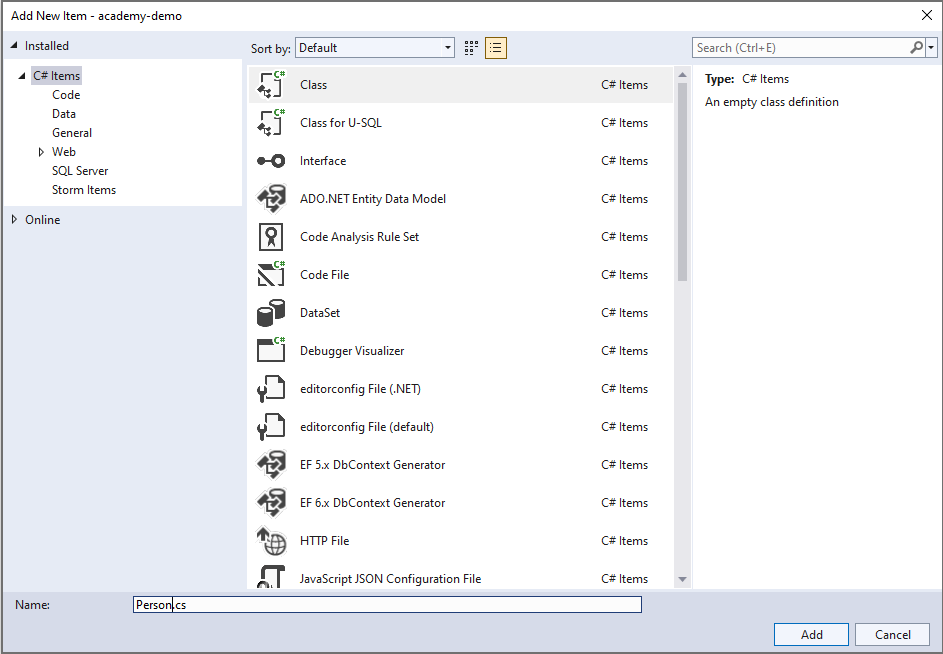 Add New Item - academy-demo
Installed
C# Items
Code
Data
General
Web
SQL Server
Storm Items
Online
Sort by: Default
C# Class C# Items
C# Class for U-SQL C# Items
Interface C# Items
ADO.NET Entity Data Model C# Items
Code Analysis Rule Set C# Items
C# Code File C# Items
DataSet C# Items
C# Debugger Visualizer C# Items
editorconfig File (.NET) C# Items
editorconfig File (default) C# Items
EF 5.x DbContext Generator C# Items
EF 6.x DbContext Generator C# Items
HTTP File C# Items
JavaScript JSON Configuration File C# Items
Search (Ctrl+E)
Type: C# Items
An empty class definition
Name: Person.cs
Add Cancel